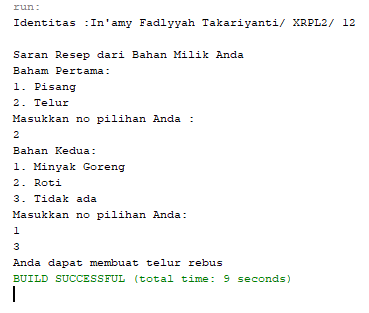 run:
Identitas :In'amy Fadlyyah Takariyanti/ XRPL2/ 12
Saran Resep dari Bahan Milik Anda
Baham Pertama:
1. Pisang
2. Telur
Masukkan no pilihan Anda :
2
Bahan Kedua:
1. Minyak Goreng
2. Roti
3. Tidak ada
Masukkan no pilihan Anda:
1
3
Anda dapat membuat telur rebus
BUILD SUCCESSFUL (total time: 9 seconds)